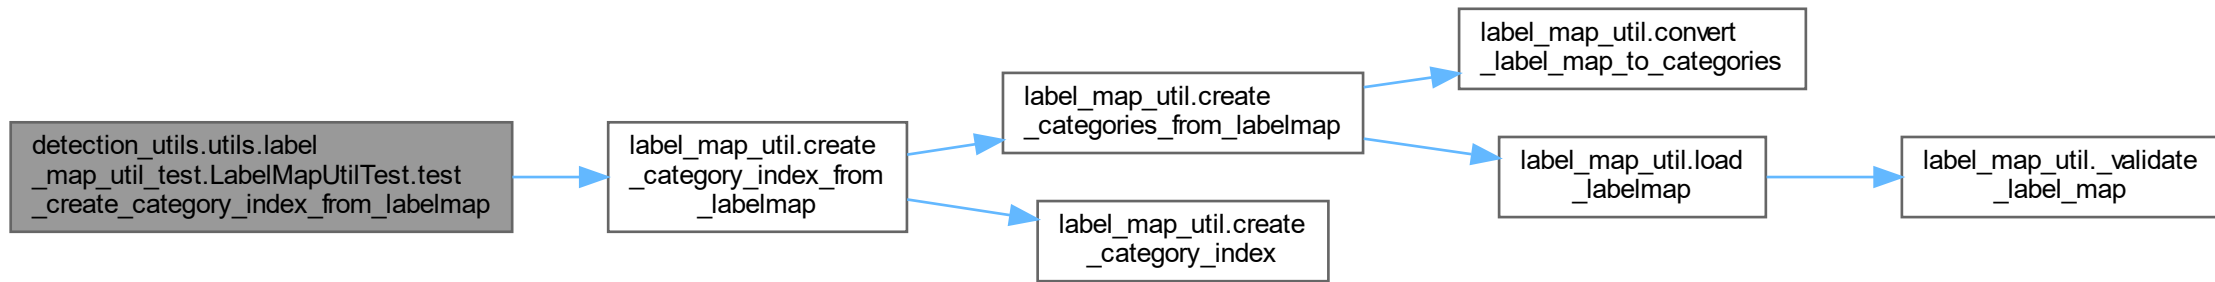 detection_utils.utils.label
_map_util_test.LabelMapUtilTest.test
_create_category_index_from_labelmap
label_map_util.create
_category_index_from
_labelmap
label_map_util.create
_categories_from_labelmap
label_map_util.convert
_label_map_to_categories
label_map_util.load
_labelmap
label_map_util._validate
_label_map
label_map_util.create
_category_index